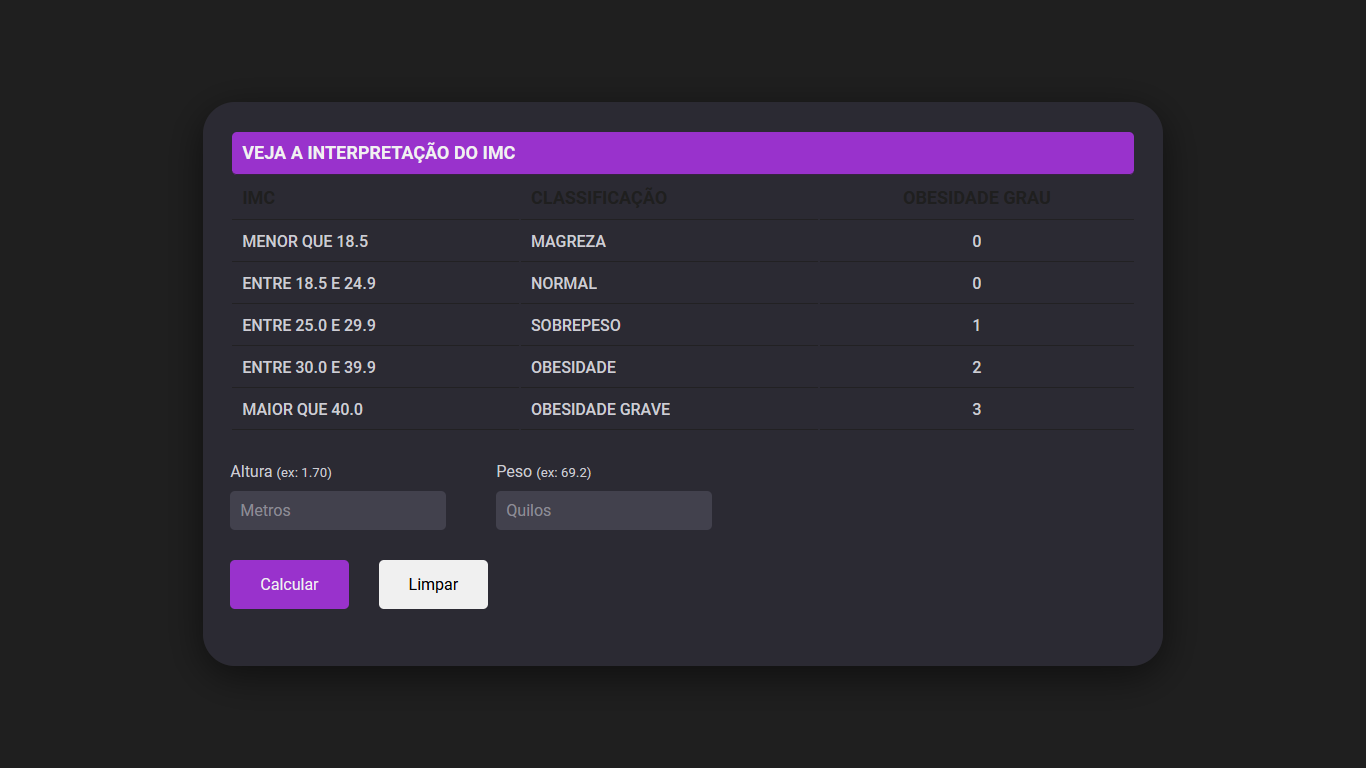 VEJA A INTERPRETAÇÃO DO IMC
IMC CLASSIFICAÇÃO OBESIDADE GRAU
MENOR QUE 18.5 MAGREZA 0
ENTRE 18.5 E 24.9 NORMAL 0
ENTRE 25.0 E 29.9 SOBREPESO 1
ENTRE 30.0 E 39.9 OBESIDADE 2
MAIOR QUE 40.0 OBESIDADE GRAVE 3
Altura (ex: 1.70) Peso (ex: 69.2)
Metros Quilos
Calcular Limpar